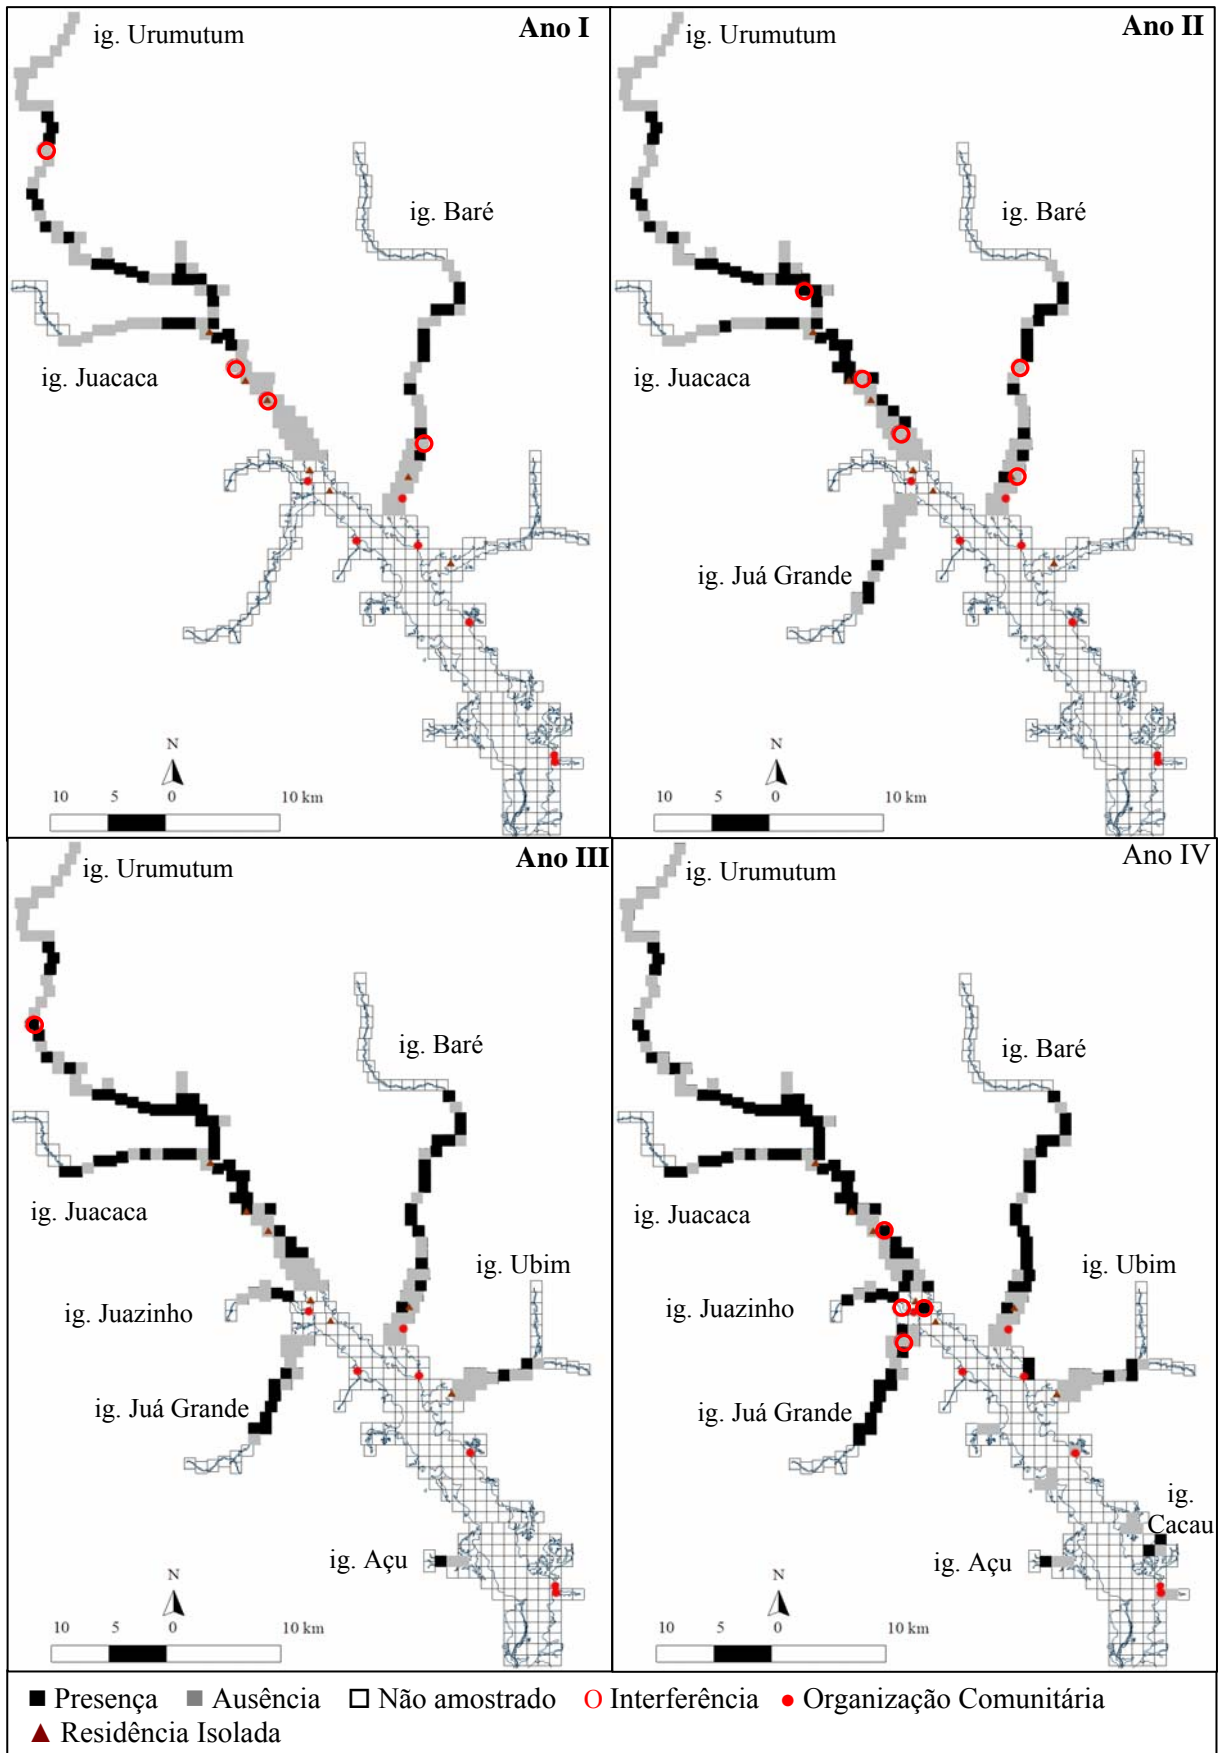 ig. Urumutum
Ano I
ig. Baré
ig. Juacaca
N
10 5 0 10 km
ig. Urumutum
Ano II
ig. Baré
ig. Juacaca
ig. Juá Grande
N
10 5 0 10 km
ig. Urumutum
Ano III
ig. Baré
ig. Juacaca
ig. Ubim
ig. Juazinho
ig. Juá Grande
ig. Açu
N
10 5 0 10 km
ig. Urumutum
Ano IV
ig. Baré
ig. Juacaca
ig. Ubim
ig. Juazinho
ig. Juá Grande
ig.
Cacau
ig. Açu
N
10 5 0 10 km
Presença Ausência Não amostrado Interferência Organização Comunitária
Residência Isolada